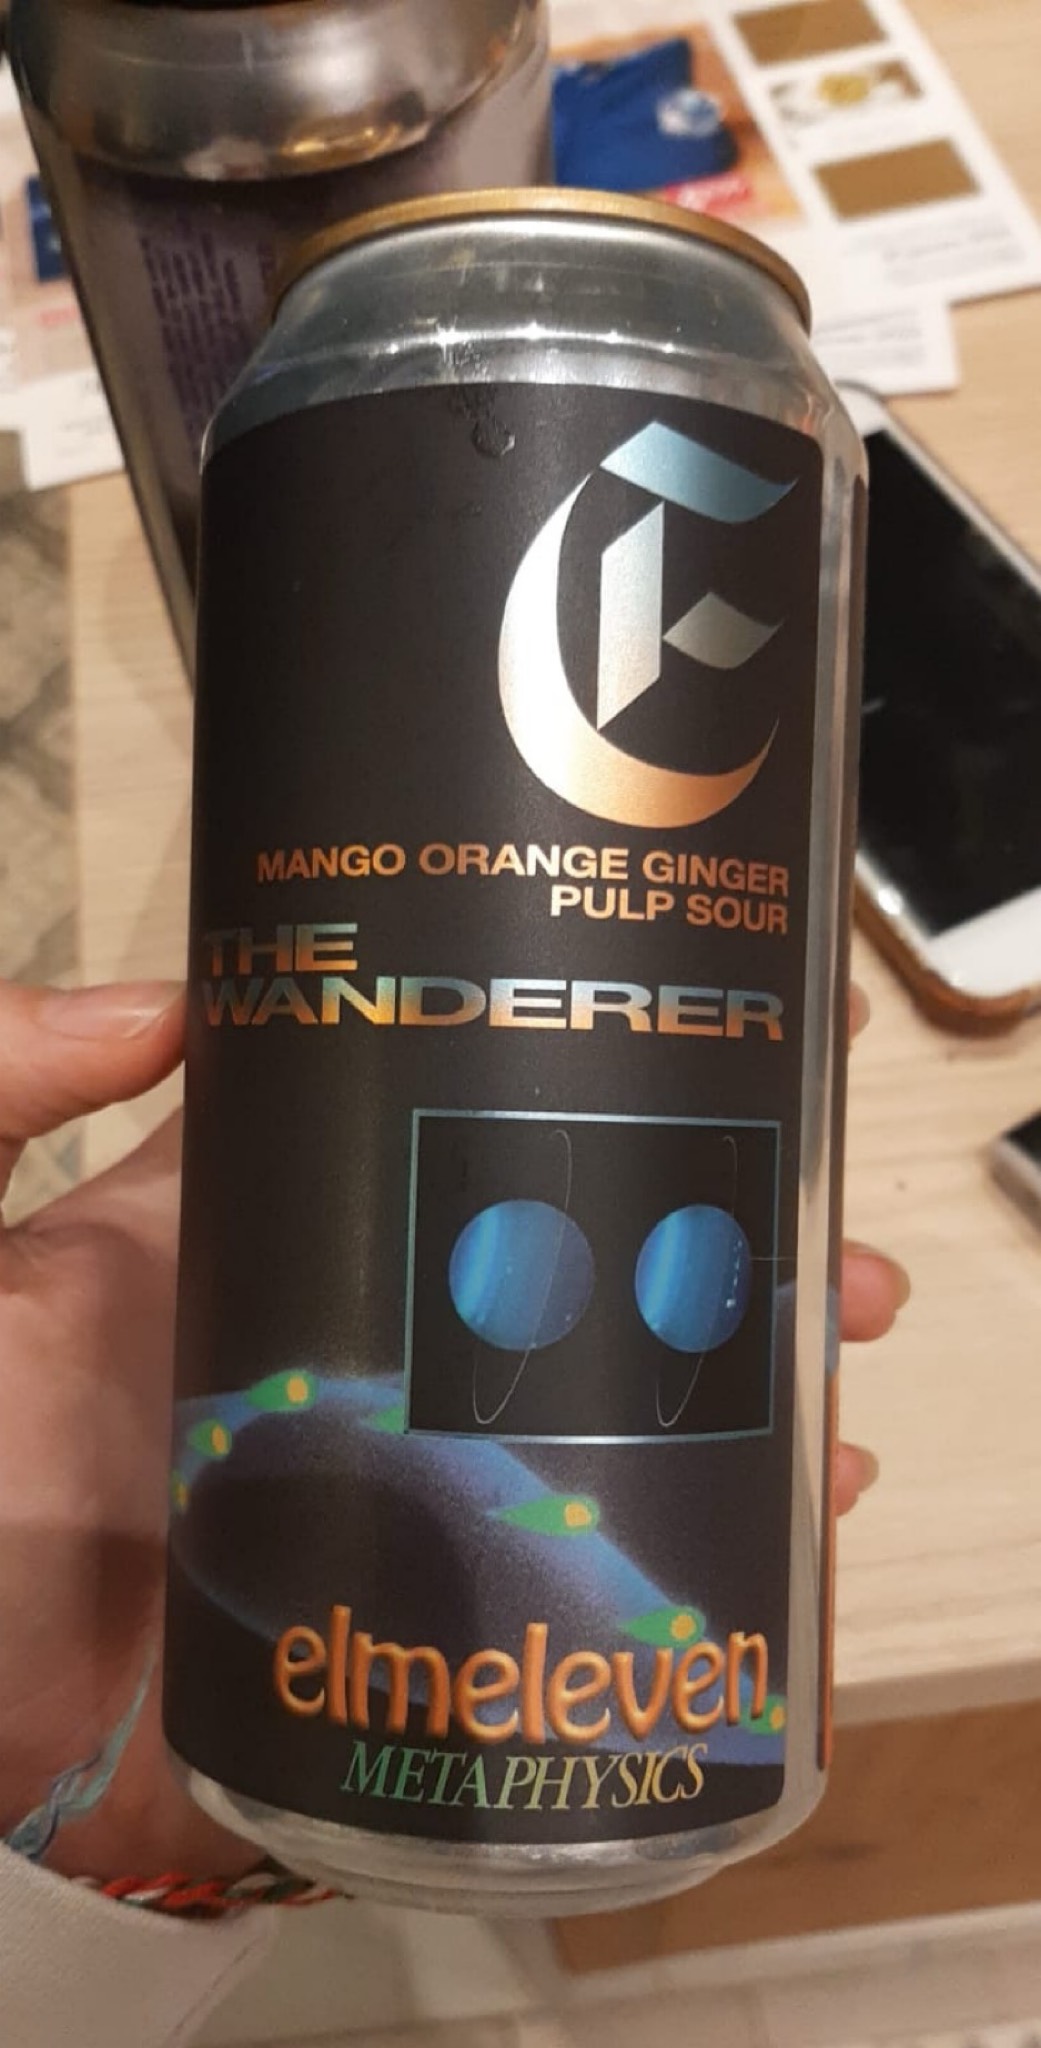 E
MANGO ORANGE GINGER
PULP SOUR
THE
WANDERER
elmeleven
METAPHYSICS